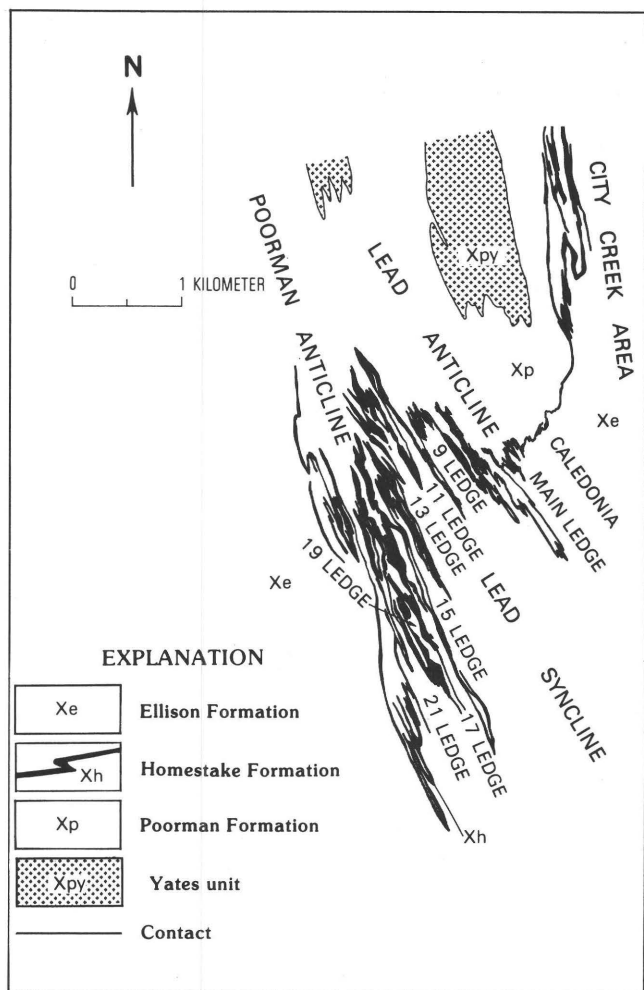 N
0 1 KILOMETER
POORMAN ANTICLINE
LEAD ANTICLINE
CITY CREEK AREA
Xpy
Xp
Xe
CALEDONIA
MAIN LEDGE
9 LEDGE
11 LEDGE
13 LEDGE
LEAD SYNCLINE
15 LEDGE
17 LEDGE
19 LEDGE
21 LEDGE
Xe
Xh
EXPLANATION
Xe Ellison Formation
Xh Homestake Formation
Xp Poorman Formation
Xpy Yates unit
Contact